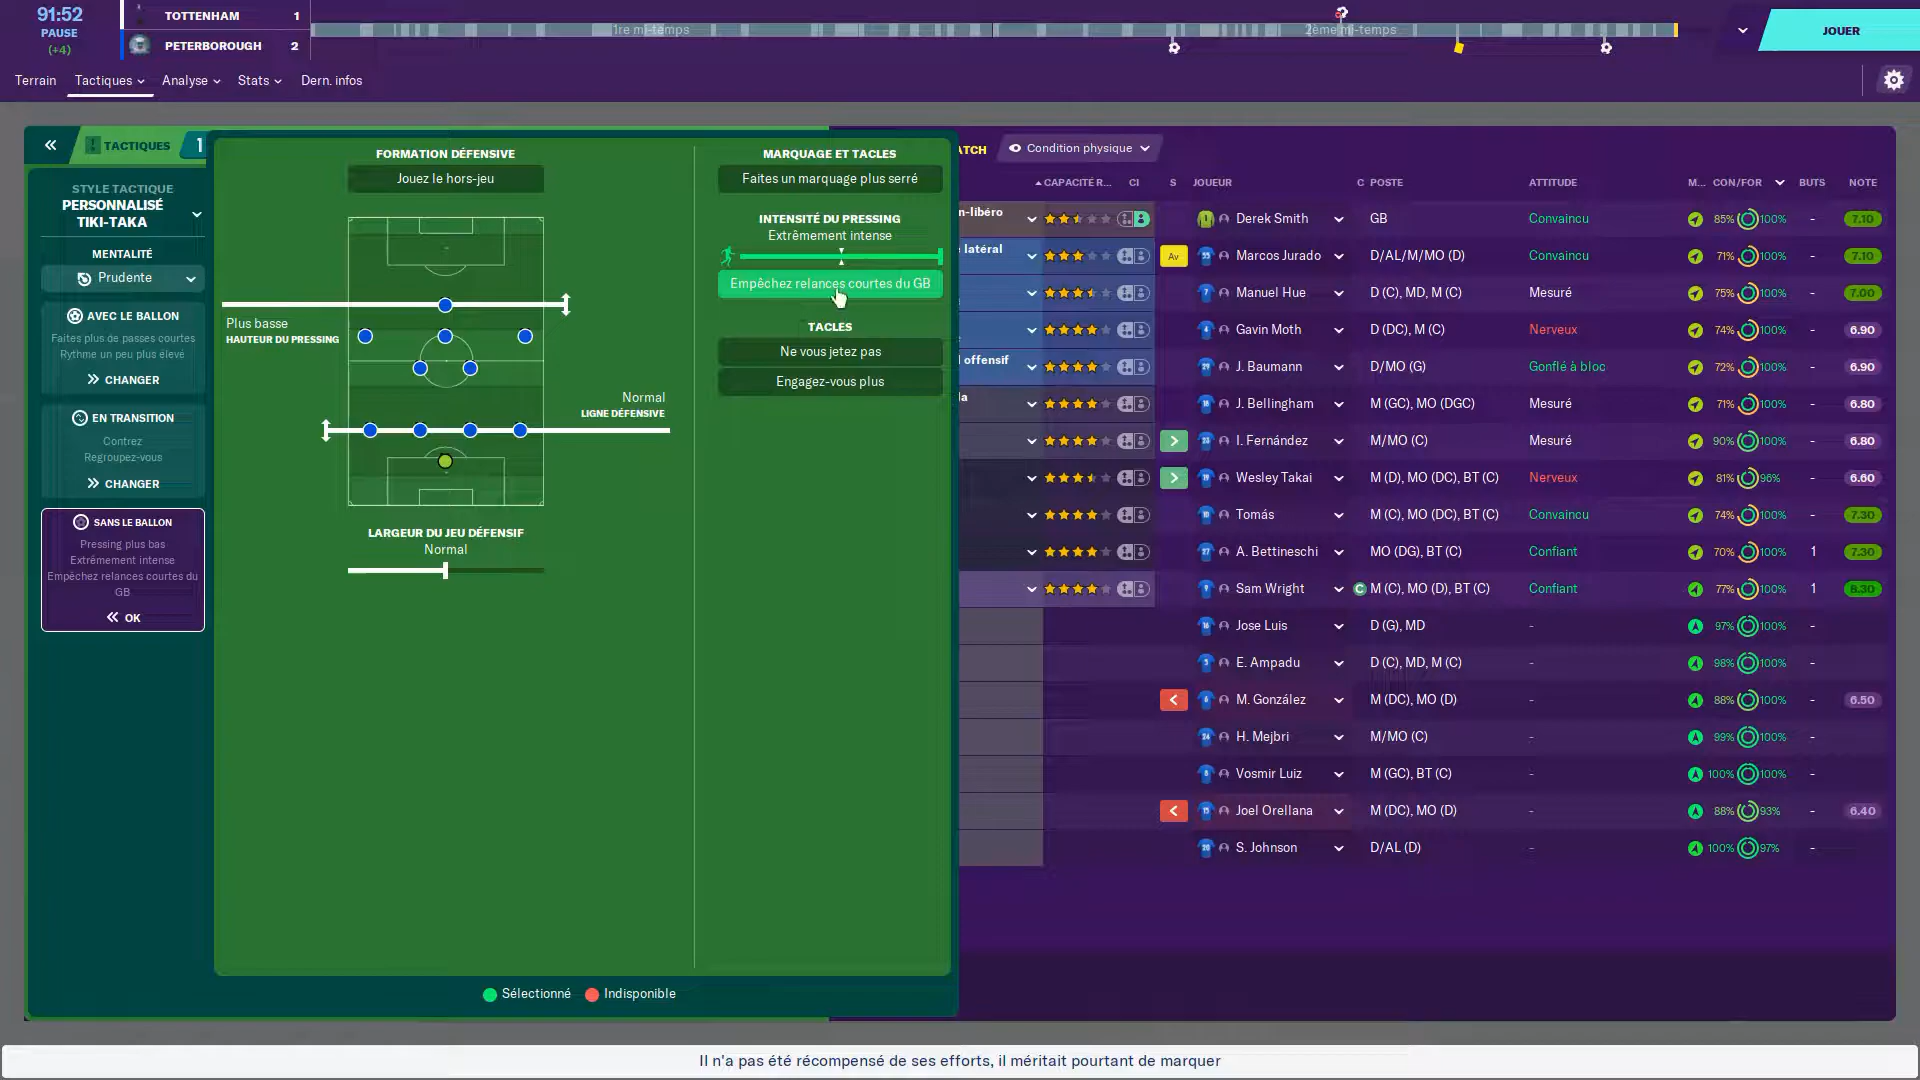 91:52
PAUSE
(+4)
TOTTENHAM 1
PETERBOROUGH 2
1re mi-temps
2ème mi-temps
JOUER
Terrain
Tactiques
Analyse
Stats
Dern. infos
TACTIQUES
1
STYLE TACTIQUE
PERSONNALISÉ
TIKI-TAKA
MENTALITÉ
Prudente
AVEC LE BALLON
Faites plus de passes courtes
Rythme un peu plus élevé
CHANGER
EN TRANSITION
Contrez
Regroupez-vous
CHANGER
SANS LE BALLON
Pressing plus bas
Extrêmement intense
Empêchez relances courtes du
GB
OK
FORMATION DÉFENSIVE
Jouez le hors-jeu
Plus basse
HAUTEUR DU PRESSING
Normal
LIGNE DÉFENSIVE
LARGEUR DU JEU DÉFENSIF
Normal
MARQUAGE ET TACLES
Faites un marquage plus serré
INTENSITÉ DU PRESSING
Extrêmement intense
Empêchez relances courtes du GB
TACLES
Ne vous jetez pas
Engagez-vous plus
Sélectionné
Indisponible
ATCH
Condition physique
CAPACITÉ R... CI S JOUEUR C POSTE ATTITUDE M... CON/FOR BUTS NOTE
n-libéro
Derek Smith GB Convaincu 85% 100% - 7.10
latéral
Av Marcos Jurado D/AL/M/MO (D) Convaincu 71% 100% - 7.10
Manuel Hue D (C), MD, M (C) Mesuré 75% 100% - 7.00
Gavin Moth D (DC), M (C) Nerveux 74% 100% - 6.90
l offensif
J. Baumann D/MO (G) Gonflé à bloc 72% 100% - 6.90
la
J. Bellingham M (GC), MO (DGC) Mesuré 71% 100% - 6.80
I. Fernández M/MO (C) Mesuré 90% 100% - 6.80
Wesley Takai M (D), MO (DC), BT (C) Nerveux 81% 96% - 6.60
Tomás M (C), MO (DC), BT (C) Convaincu 74% 100% - 7.30
A. Bettineschi MO (DG), BT (C) Confiant 70% 100% 1 7.30
Sam Wright C M (C), MO (D), BT (C) Confiant 77% 100% 1 8.30
Jose Luis D (G), MD - 97% 100% -
E. Ampadu D (C), MD, M (C) - 98% 100% -
M. González M (DC), MO (D) - 88% 100% - 6.50
H. Mejbri M/MO (C) - 99% 100% -
Vosmir Luiz M (GC), BT (C) - 100% 100% -
Joel Orellana M (DC), MO (D) - 88% 93% - 6.40
S. Johnson D/AL (D) - 100% 97% -
Il n'a pas été récompensé de ses efforts, il méritait pourtant de marquer